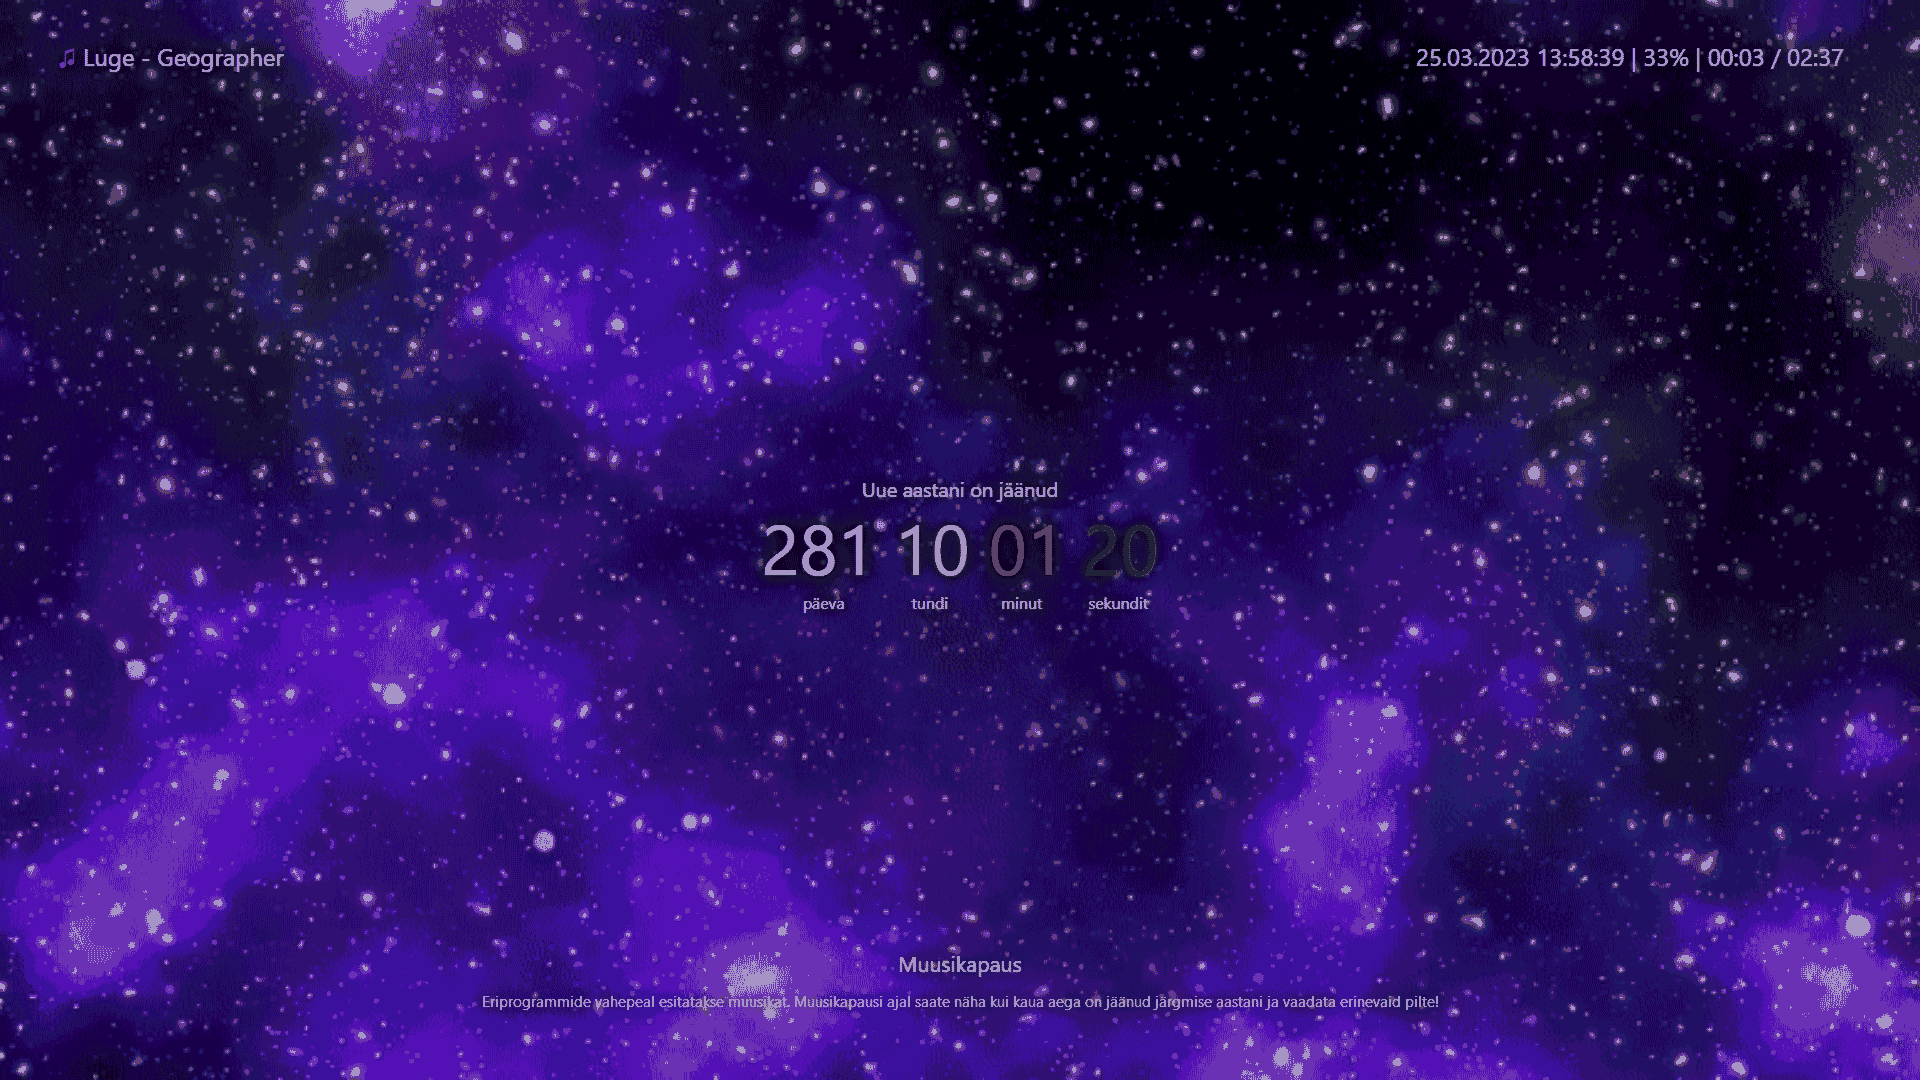 ♫ Luge - Geographer
25.03.2023 13:58:39 | 33% | 00:03 / 02:37
Uue aastani on jäänud
281 10 01 20
päeva tundi minut sekundit
Muusikapaus
Eriprogrammide vahepeal esitatakse muusikat. Muusikapausi ajal saate näha kui kaua aega on jäänud järgmise aastani ja vaadata erinevaid pilte!